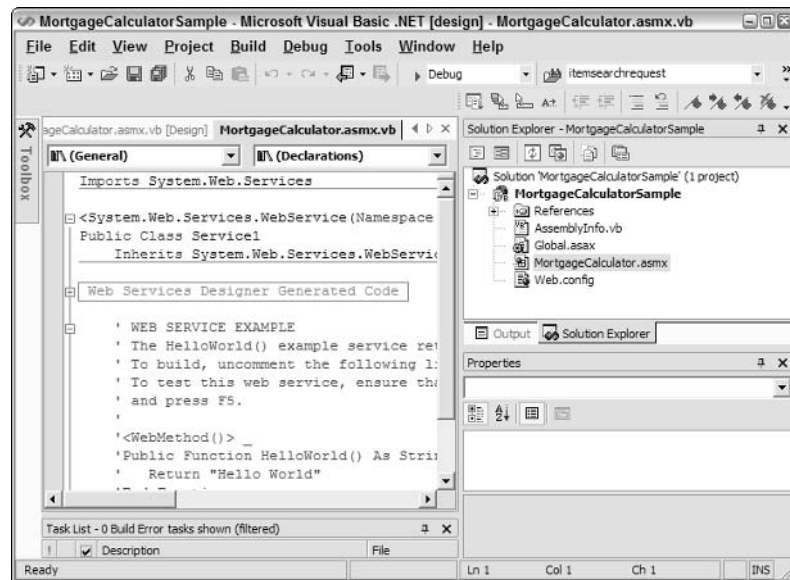 MortgageCalculatorSample - Microsoft Visual Basic .NET [design] - MortgageCalculator.asmx.vb
File Edit View Project Build Debug Tools Window Help
Debug
itemsearchrequest
Toolbox
ageCalculator.asmx.vb [Design] MortgageCalculator.asmx.vb
(General) (Declarations)
Imports System.Web.Services
<System.Web.Services.WebService(Namespace
Public Class Service1
Inherits System.Web.Services.WebServic
Web Services Designer Generated Code
' WEB SERVICE EXAMPLE
' The HelloWorld() example service ret
' To build, uncomment the following li
' To test this web service, ensure tha
' and press F5.
'
'<WebMethod()> _
'Public Function HelloWorld() As Strin
' Return "Hello World"
Task List - 0 Build Error tasks shown (filtered)
! Description File
Solution Explorer - MortgageCalculatorSample
Solution 'MortgageCalculatorSample' (1 project)
MortgageCalculatorSample
References
AssemblyInfo.vb
Global.asax
MortgageCalculator.asmx
Web.config
Output Solution Explorer
Properties
Ready Ln 1 Col 1 Ch 1 INS